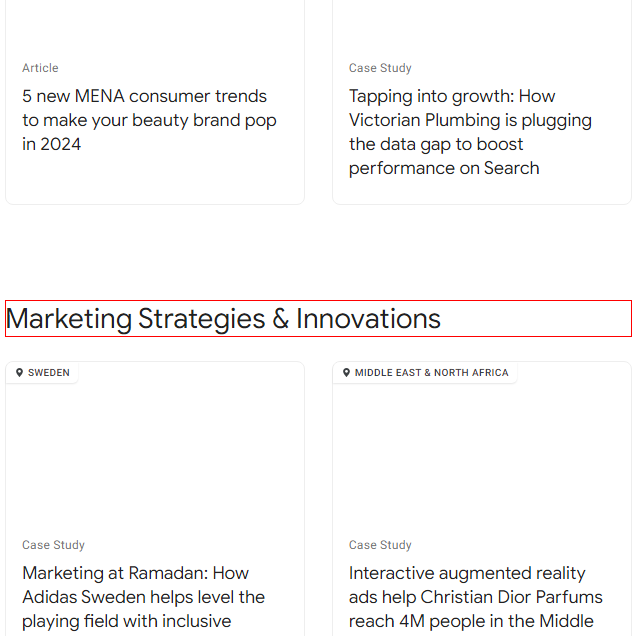 Article
5 new MENA consumer trends
to make your beauty brand pop
in 2024
Case Study
Tapping into growth: How
Victorian Plumbing is plugging
the data gap to boost
performance on Search
Marketing Strategies & Innovations
SWEDEN
Case Study
Marketing at Ramadan: How
Adidas Sweden helps level the
playing field with inclusive
MIDDLE EAST & NORTH AFRICA
Case Study
Interactive augmented reality
ads help Christian Dior Parfums
reach 4M people in the Middle